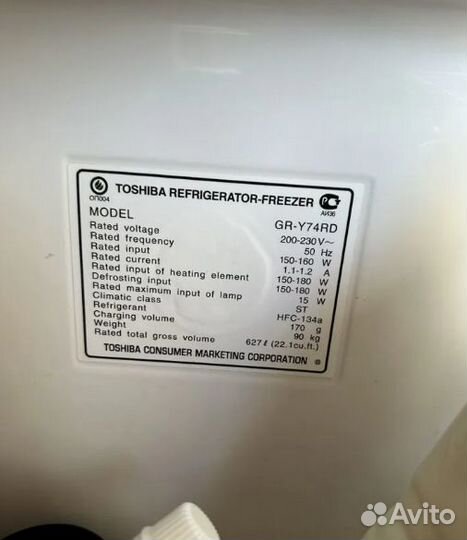 TOSHIBA REFRIGERATOR-FREEZER
ОП004
АИ36
MODEL GR-Y74RD
Rated voltage 200-230V~
Rated frequency 50 Hz
Rated input 150-160 W
Rated current 1.1-1.2 A
Rated input of heating element 150-180 W
Defrosting input 150-180 W
Rated maximum input of lamp 15 W
Climatic class ST
Refrigerant HFC-134a
Charging volume 170 g
Weight 90 kg
Rated total gross volume 627ℓ (22.1cu.ft.)
TOSHIBA CONSUMER MARKETING CORPORATION
Avito